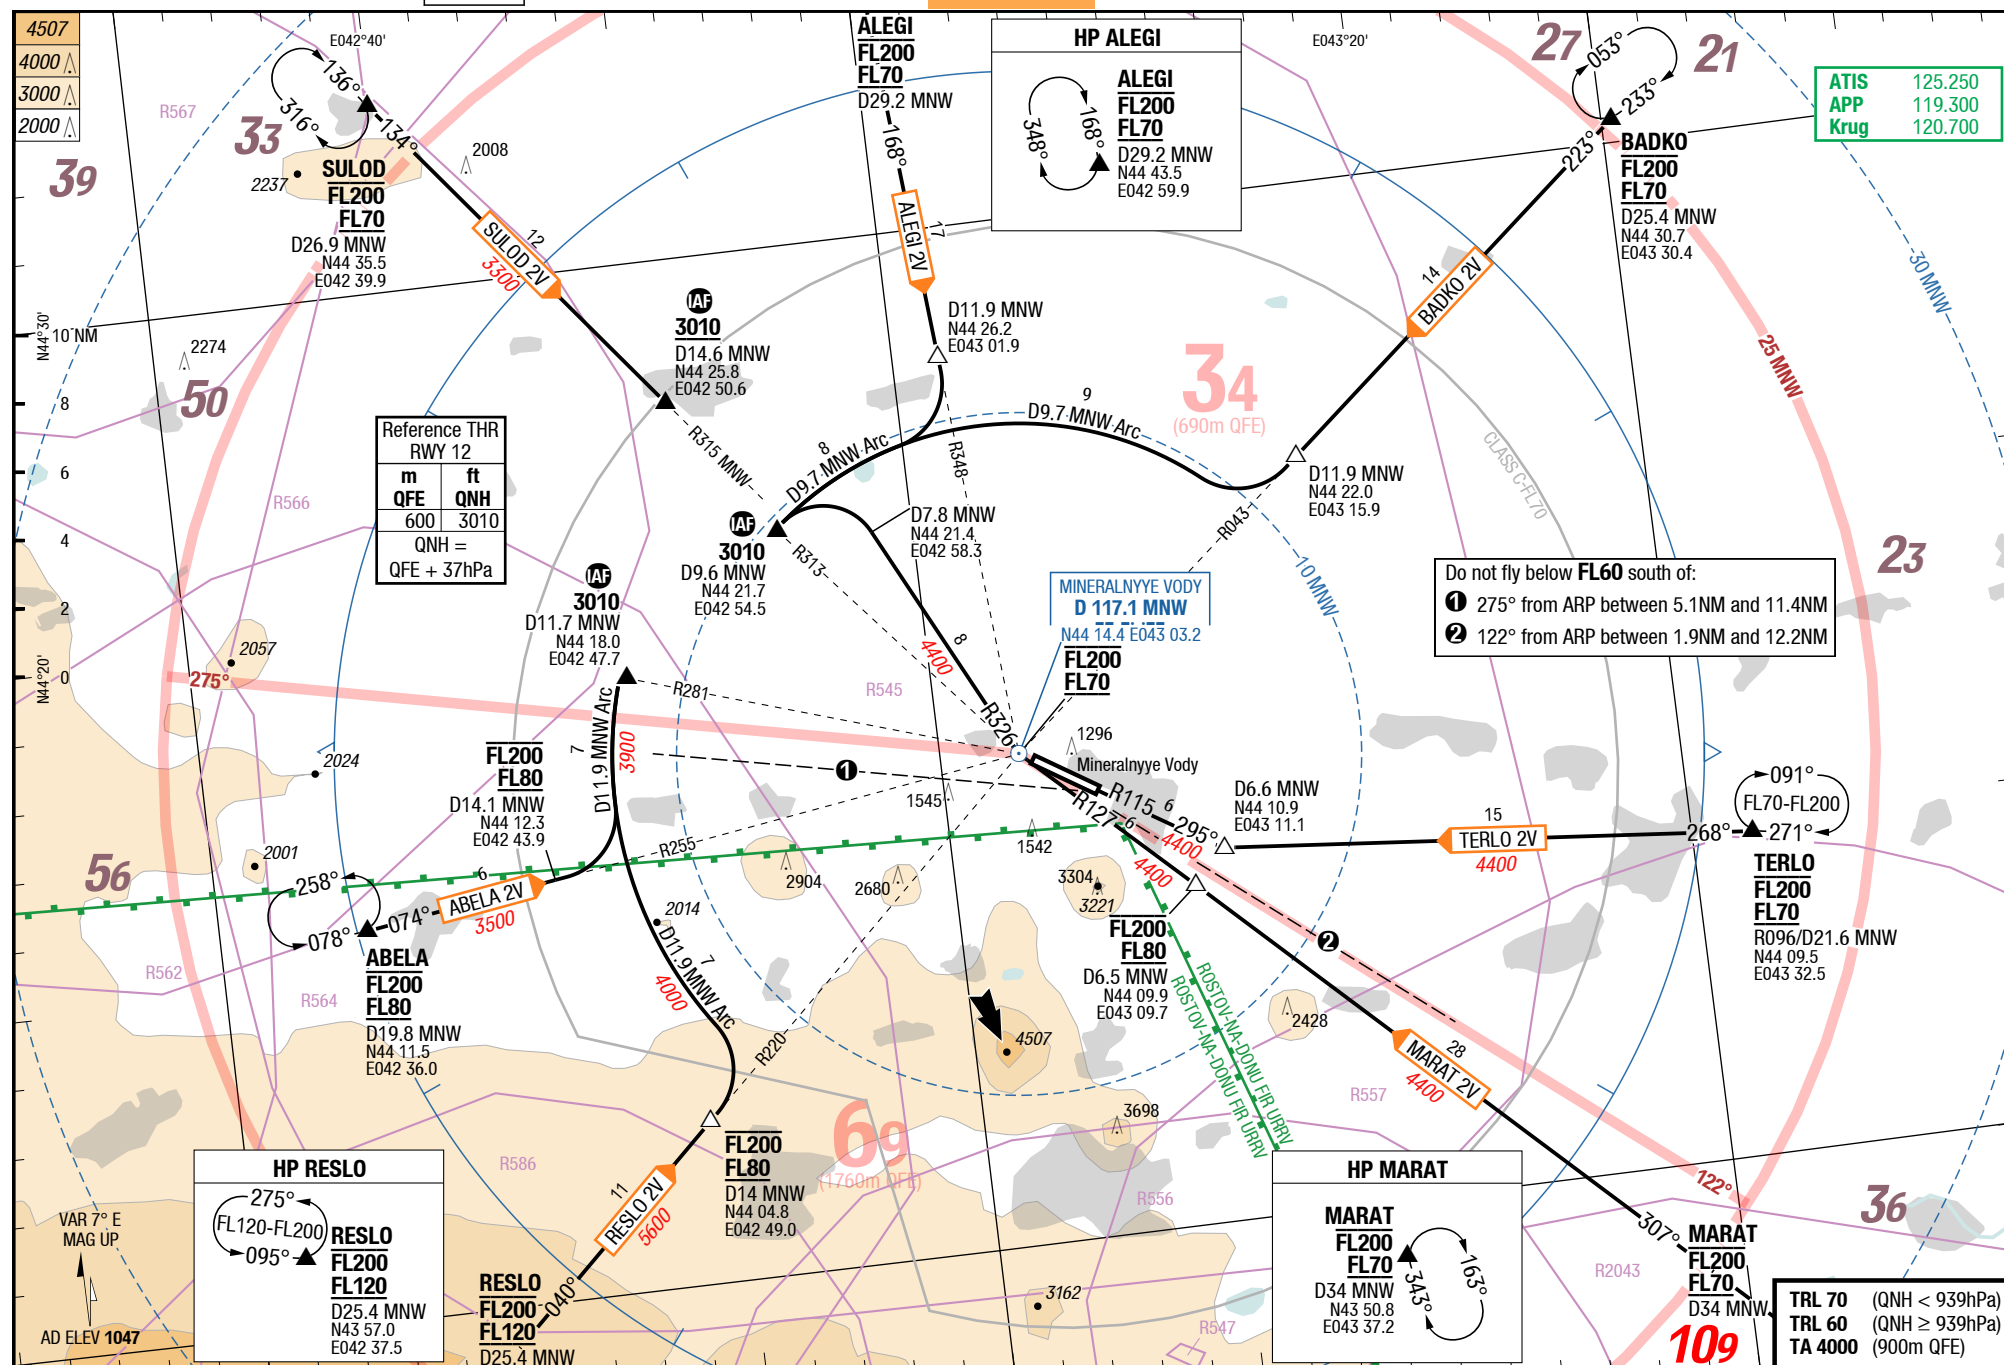 4507
4000
3000
2000
39
33
R567
E042°40'
136°
316°
134°
2237
2008
SULOD
FL200
FL70
D26.9 MNW
N44 35.5
E042 39.9
12
SULOD 2V
3300
ALEGI
FL200
FL70
D29.2 MNW
168°
ALEGI 2V
17
HP ALEGI
348°
168°
ALEGI
FL200
FL70
D29.2 MNW
N44 43.5
E042 59.9
E043°20'
27
21
053°
233°
223°
BADKO
FL200
FL70
D25.4 MNW
N44 30.7
E043 30.4
ATIS 125.250
APP 119.300
Krug 120.700
14
BADKO 2V
30 MNW
25 MNW
N44°30'
10 NM
8
6
4
2
0
N44°20'
2274
50
IAF
3010
D14.6 MNW
N44 25.8
E042 50.6
D11.9 MNW
N44 26.2
E043 01.9
34
(690m QFE)
9
D9.7 MNW Arc
8
D9.7 MNW Arc
R315 MNW
R348
CLASS C-FL70
D11.9 MNW
N44 22.0
E043 15.9
R043
Reference THR
RWY 12
m ft
QFE QNH
600 3010
QNH =
QFE + 37hPa
R566
IAF
3010
D9.6 MNW
N44 21.7
E042 54.5
R313
D7.8 MNW
N44 21.4
E042 58.3
IAF
3010
D11.7 MNW
N44 18.0
E042 47.7
8
4400
MINERALNYYE VODY
D 117.1 MNW
N44 14.4 E043 03.2
FL200
FL70
10 MNW
Do not fly below FL60 south of:
1 275° from ARP between 5.1NM and 11.4NM
2 122° from ARP between 1.9NM and 12.2NM
23
2057
275°
R281
R545
R326
2024
7
D11.9 MNW Arc
3900
FL200
FL80
D14.1 MNW
N44 12.3
E042 43.9
1
1545
1296
Mineralnyye Vody
R115
6
295°
R127
6
4400
4400
D6.6 MNW
N44 10.9
E043 11.1
15
TERLO 2V
4400
268°
091°
FL70-FL200
271°
TERLO
FL200
FL70
R096/D21.6 MNW
N44 09.5
E043 32.5
56
2001
258°
078°
074°
6
ABELA 2V
3500
R255
2904
2680
1542
3304
3221
ABELA
FL200
FL80
D19.8 MNW
N44 11.5
E042 36.0
R562
R564
2014
7
D11.9 MNW Arc
4000
R220
4507
FL200
FL80
D6.5 MNW
N44 09.9
E043 09.7
2
2428
ROSTOV-NA-DONU FIR URRV
ROSTOV-NA-DONU FIR URRV
28
MARAT 2V
4400
R557
3698
69
(1760m QFE)
R586
R556
FL200
FL80
D14 MNW
N44 04.8
E042 49.0
11
RESLO 2V
5600
040°
HP RESLO
275°
FL120-FL200
095°
RESLO
FL200
FL120
D25.4 MNW
N43 57.0
E042 37.5
VAR 7° E
MAG UP
AD ELEV 1047
RESLO
FL200
FL120
D25.4 MNW
3162
R547
HP MARAT
MARAT
FL200
FL70
D34 MNW
N43 50.8
E043 37.2
343°
163°
122°
307°
36
R2043
MARAT
FL200
FL70
D34 MNW
109
TRL 70 (QNH < 939hPa)
TRL 60 (QNH ≥ 939hPa)
TA 4000 (900m QFE)